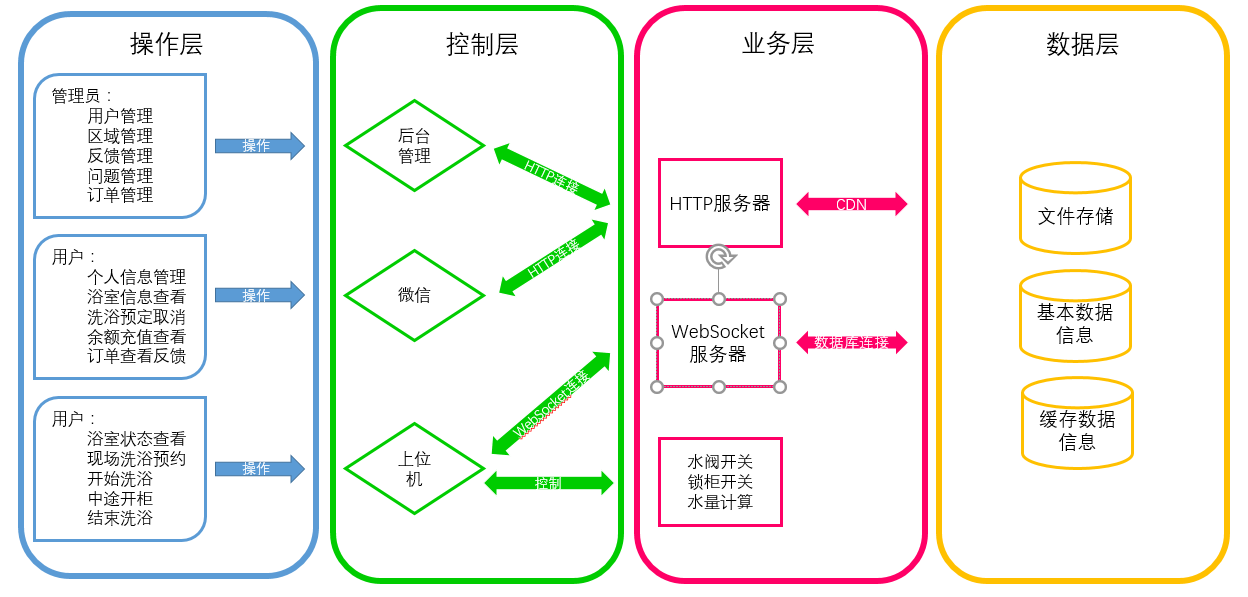 操作层
管理员：
用户管理
区域管理
反馈管理
问题管理
订单管理
操作
用户：
个人信息管理
浴室信息查看
洗浴预定取消
余额充值查看
订单查看反馈
操作
用户：
浴室状态查看
现场洗浴预约
开始洗浴
中途开柜
结束洗浴
操作
控制层
后台
管理
HTTP连接
微信
HTTP连接
WebSocket连接
上位
机
控制
业务层
HTTP服务器
CDN
WebSocket
服务器
数据库连接
水阀开关
锁柜开关
水量计算
数据层
文件存储
基本数据
信息
缓存数据
信息